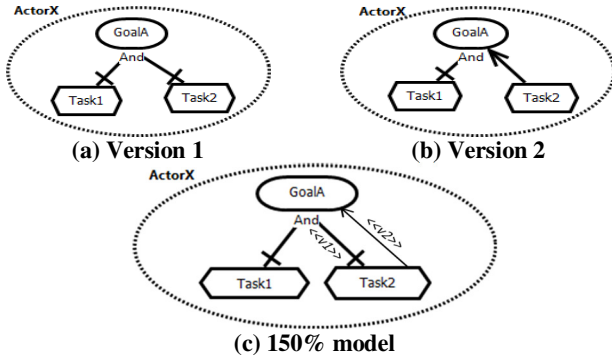 ActorX
GoalA
And
Task1
Task2
(a) Version 1
ActorX
GoalA
And
Task1
Task2
(b) Version 2
ActorX
GoalA
And
<<v1>>
<<v2>>
Task1
Task2
(c) 150% model